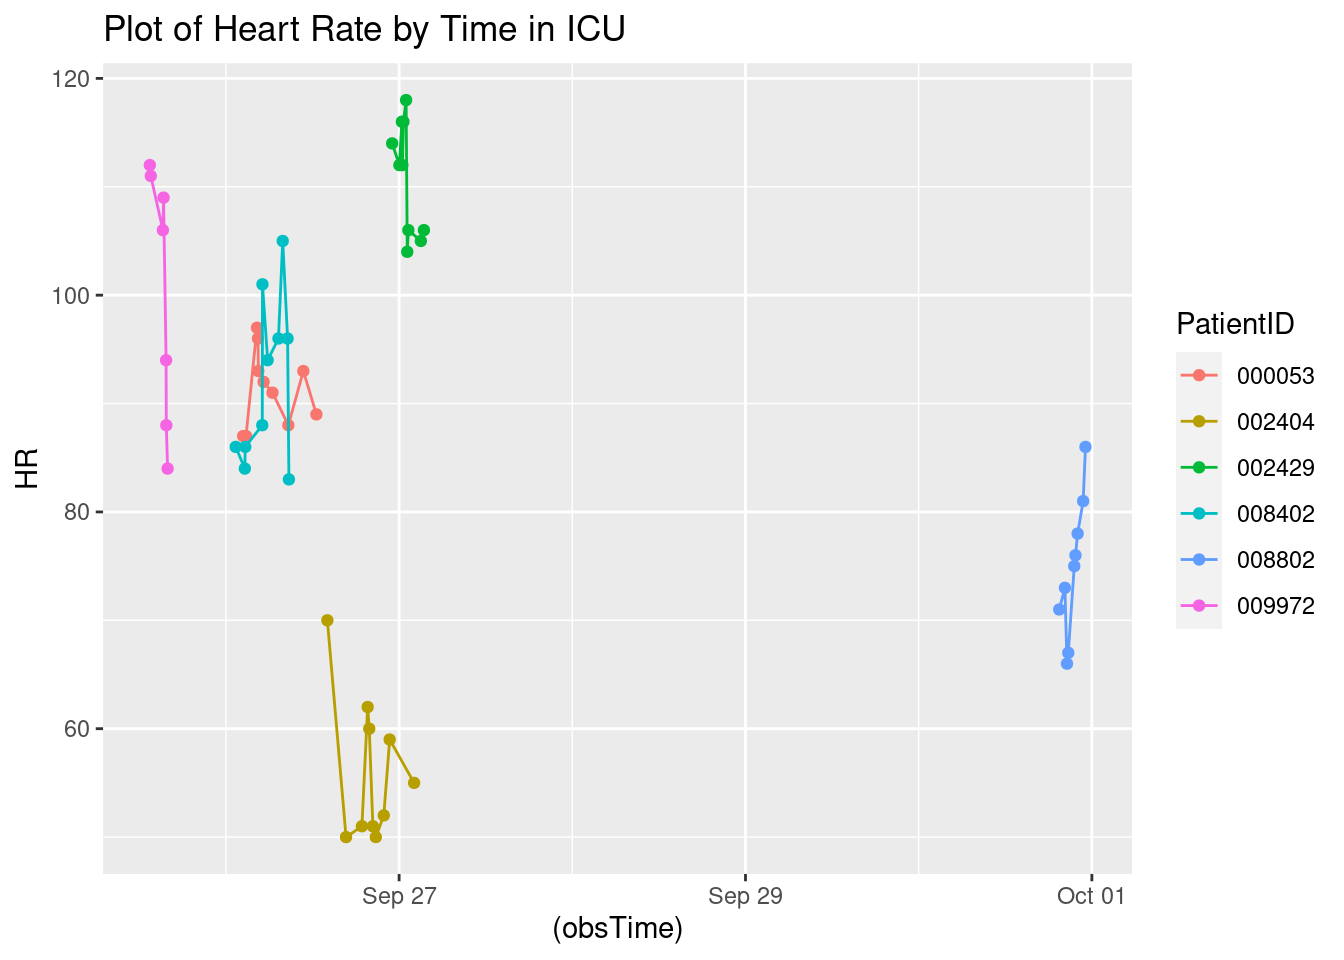 Plot of Heart Rate by Time in ICU
120
100
80
60
HR
Sep 27
Sep 29
Oct 01
(obsTime)
PatientID
000053
002404
002429
008402
008802
009972